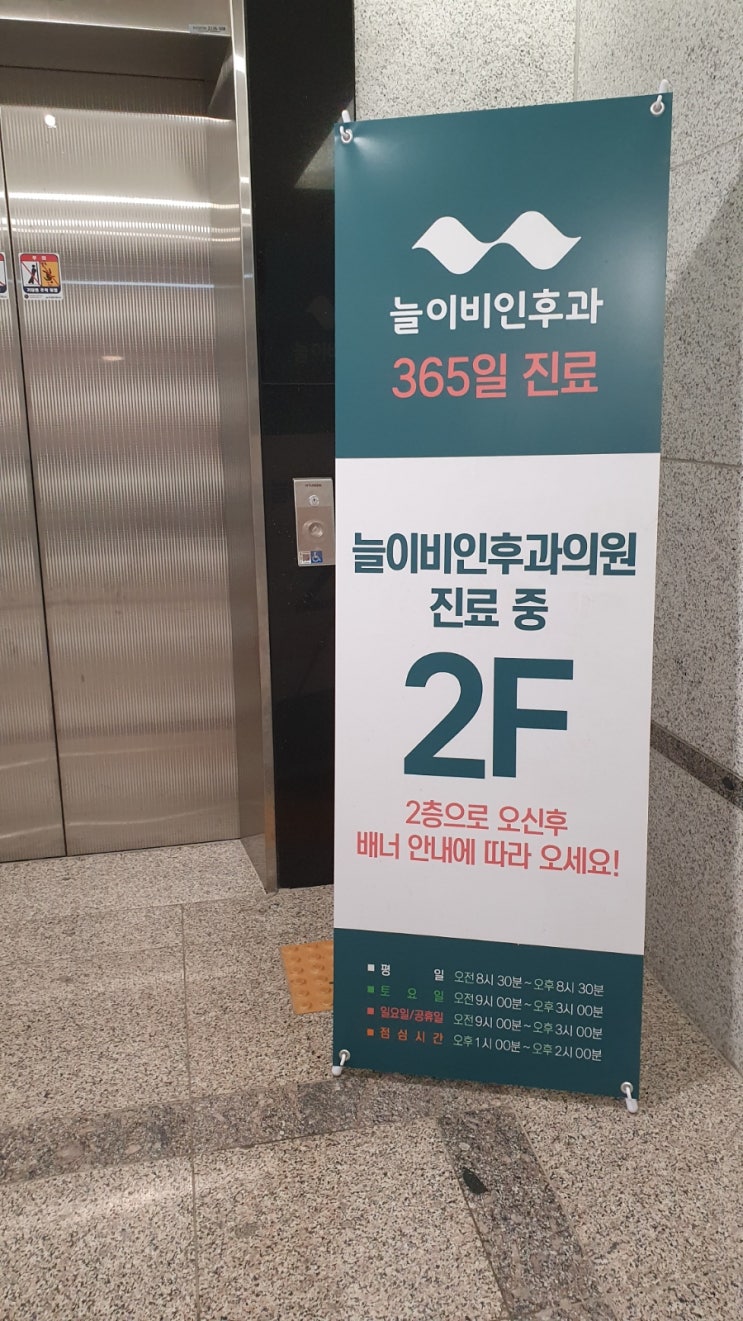 늘이비인후과
365일 진료
늘이비인후과의원
진료 중
2F
2층으로 오신후
배너 안내에 따라 오세요!
■ 평 일 오전 8시 30분 ~ 오후 8시 30분
■ 토 요 일 오전 9시 00분 ~ 오후 3시 00분
■ 일요일/공휴일 오전 9시 00분 ~ 오후 3시 00분
■ 점 심 시 간 오후 1시 00분 ~ 오후 2시 00분
HYUNDAI